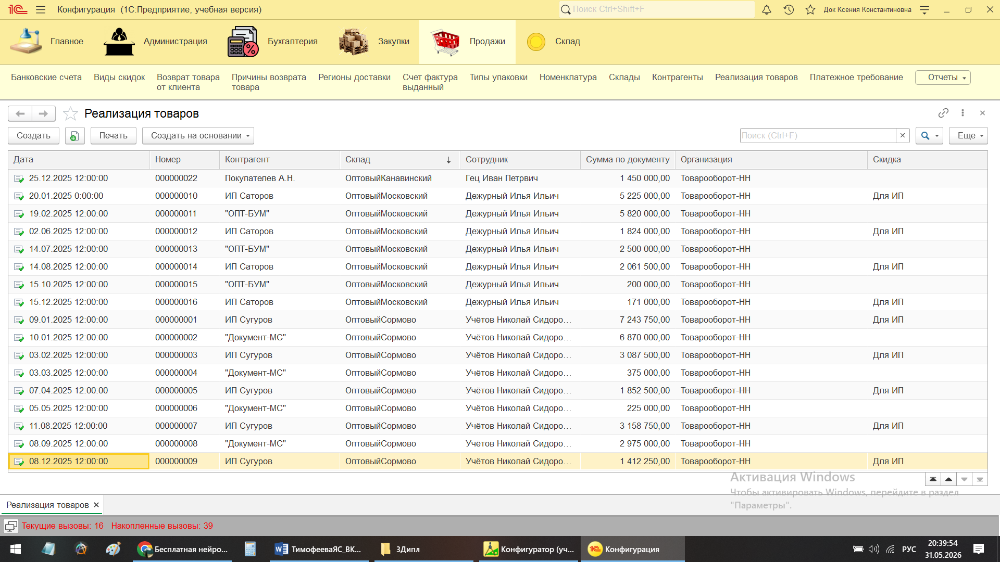 Конфигурация (1С:Предприятие, учебная версия)
Поиск Ctrl+Shift+F
Док Ксения Константиновна
Главное
Администрация
Бухгалтерия
Закупки
Продажи
Склад
Банковские счета
Виды скидок
Возврат товара
от клиента
Причины возврата
товара
Регионы доставки
Счет фактура
выданный
Типы упаковки
Номенклатура
Склады
Контрагенты
Реализация товаров
Платежное требование
Отчеты
Реализация товаров
Создать
Печать
Создать на основании
Поиск (Ctrl+F)
Еще
Дата Номер Контрагент Склад Сотрудник Сумма по документу Организация Скидка
25.12.2025 12:00:00 000000022 Покупателев А.Н. ОптовыйКанавинский Гец Иван Петрвич 1 450 000,00 Товарооборот-НН
20.01.2025 0:00:00 000000010 ИП Саторов ОптовыйМосковский Дежурный Илья Ильич 5 225 000,00 Товарооборот-НН Для ИП
19.02.2025 12:00:00 000000011 "ОПТ-БУМ" ОптовыйМосковский Дежурный Илья Ильич 5 820 000,00 Товарооборот-НН
02.06.2025 12:00:00 000000012 ИП Саторов ОптовыйМосковский Дежурный Илья Ильич 1 824 000,00 Товарооборот-НН Для ИП
14.07.2025 12:00:00 000000013 "ОПТ-БУМ" ОптовыйМосковский Дежурный Илья Ильич 2 500 000,00 Товарооборот-НН
14.08.2025 12:00:00 000000014 ИП Саторов ОптовыйМосковский Дежурный Илья Ильич 2 061 500,00 Товарооборот-НН Для ИП
15.10.2025 12:00:00 000000015 "ОПТ-БУМ" ОптовыйМосковский Дежурный Илья Ильич 200 000,00 Товарооборот-НН
15.12.2025 12:00:00 000000016 ИП Саторов ОптовыйМосковский Дежурный Илья Ильич 171 000,00 Товарооборот-НН Для ИП
09.01.2025 12:00:00 000000001 ИП Сугуров ОптовыйСормово Учётов Николай Сидоро... 7 243 750,00 Товарооборот-НН Для ИП
10.01.2025 12:00:00 000000002 "Документ-МС" ОптовыйСормово Учётов Николай Сидоро... 6 870 000,00 Товарооборот-НН
03.02.2025 12:00:00 000000003 ИП Сугуров ОптовыйСормово Учётов Николай Сидоро... 3 087 500,00 Товарооборот-НН Для ИП
03.03.2025 12:00:00 000000004 "Документ-МС" ОптовыйСормово Учётов Николай Сидоро... 375 000,00 Товарооборот-НН
07.04.2025 12:00:00 000000005 ИП Сугуров ОптовыйСормово Учётов Николай Сидоро... 1 852 500,00 Товарооборот-НН Для ИП
05.05.2025 12:00:00 000000006 "Документ-МС" ОптовыйСормово Учётов Николай Сидоро... 225 000,00 Товарооборот-НН
11.08.2025 12:00:00 000000007 ИП Сугуров ОптовыйСормово Учётов Николай Сидоро... 3 158 750,00 Товарооборот-НН Для ИП
08.09.2025 12:00:00 000000008 "Документ-МС" ОптовыйСормово Учётов Николай Сидоро... 2 975 000,00 Товарооборот-НН
08.12.2025 12:00:00 000000009 ИП Сугуров ОптовыйСормово Учётов Николай Сидоро... 1 412 250,00 Товарооборот-НН Для ИП
Активация Windows
Чтобы активировать Windows, перейдите в раздел
"Параметры".
Реализация товаров
Текущие вызовы: 16 Накопленные вызовы: 39
Бесплатная нейро...
ТимофееваЯС_ВК...
3Дипл
Конфигуратор (уч...
Конфигурация
РУС
20:39:54
31.05.2026